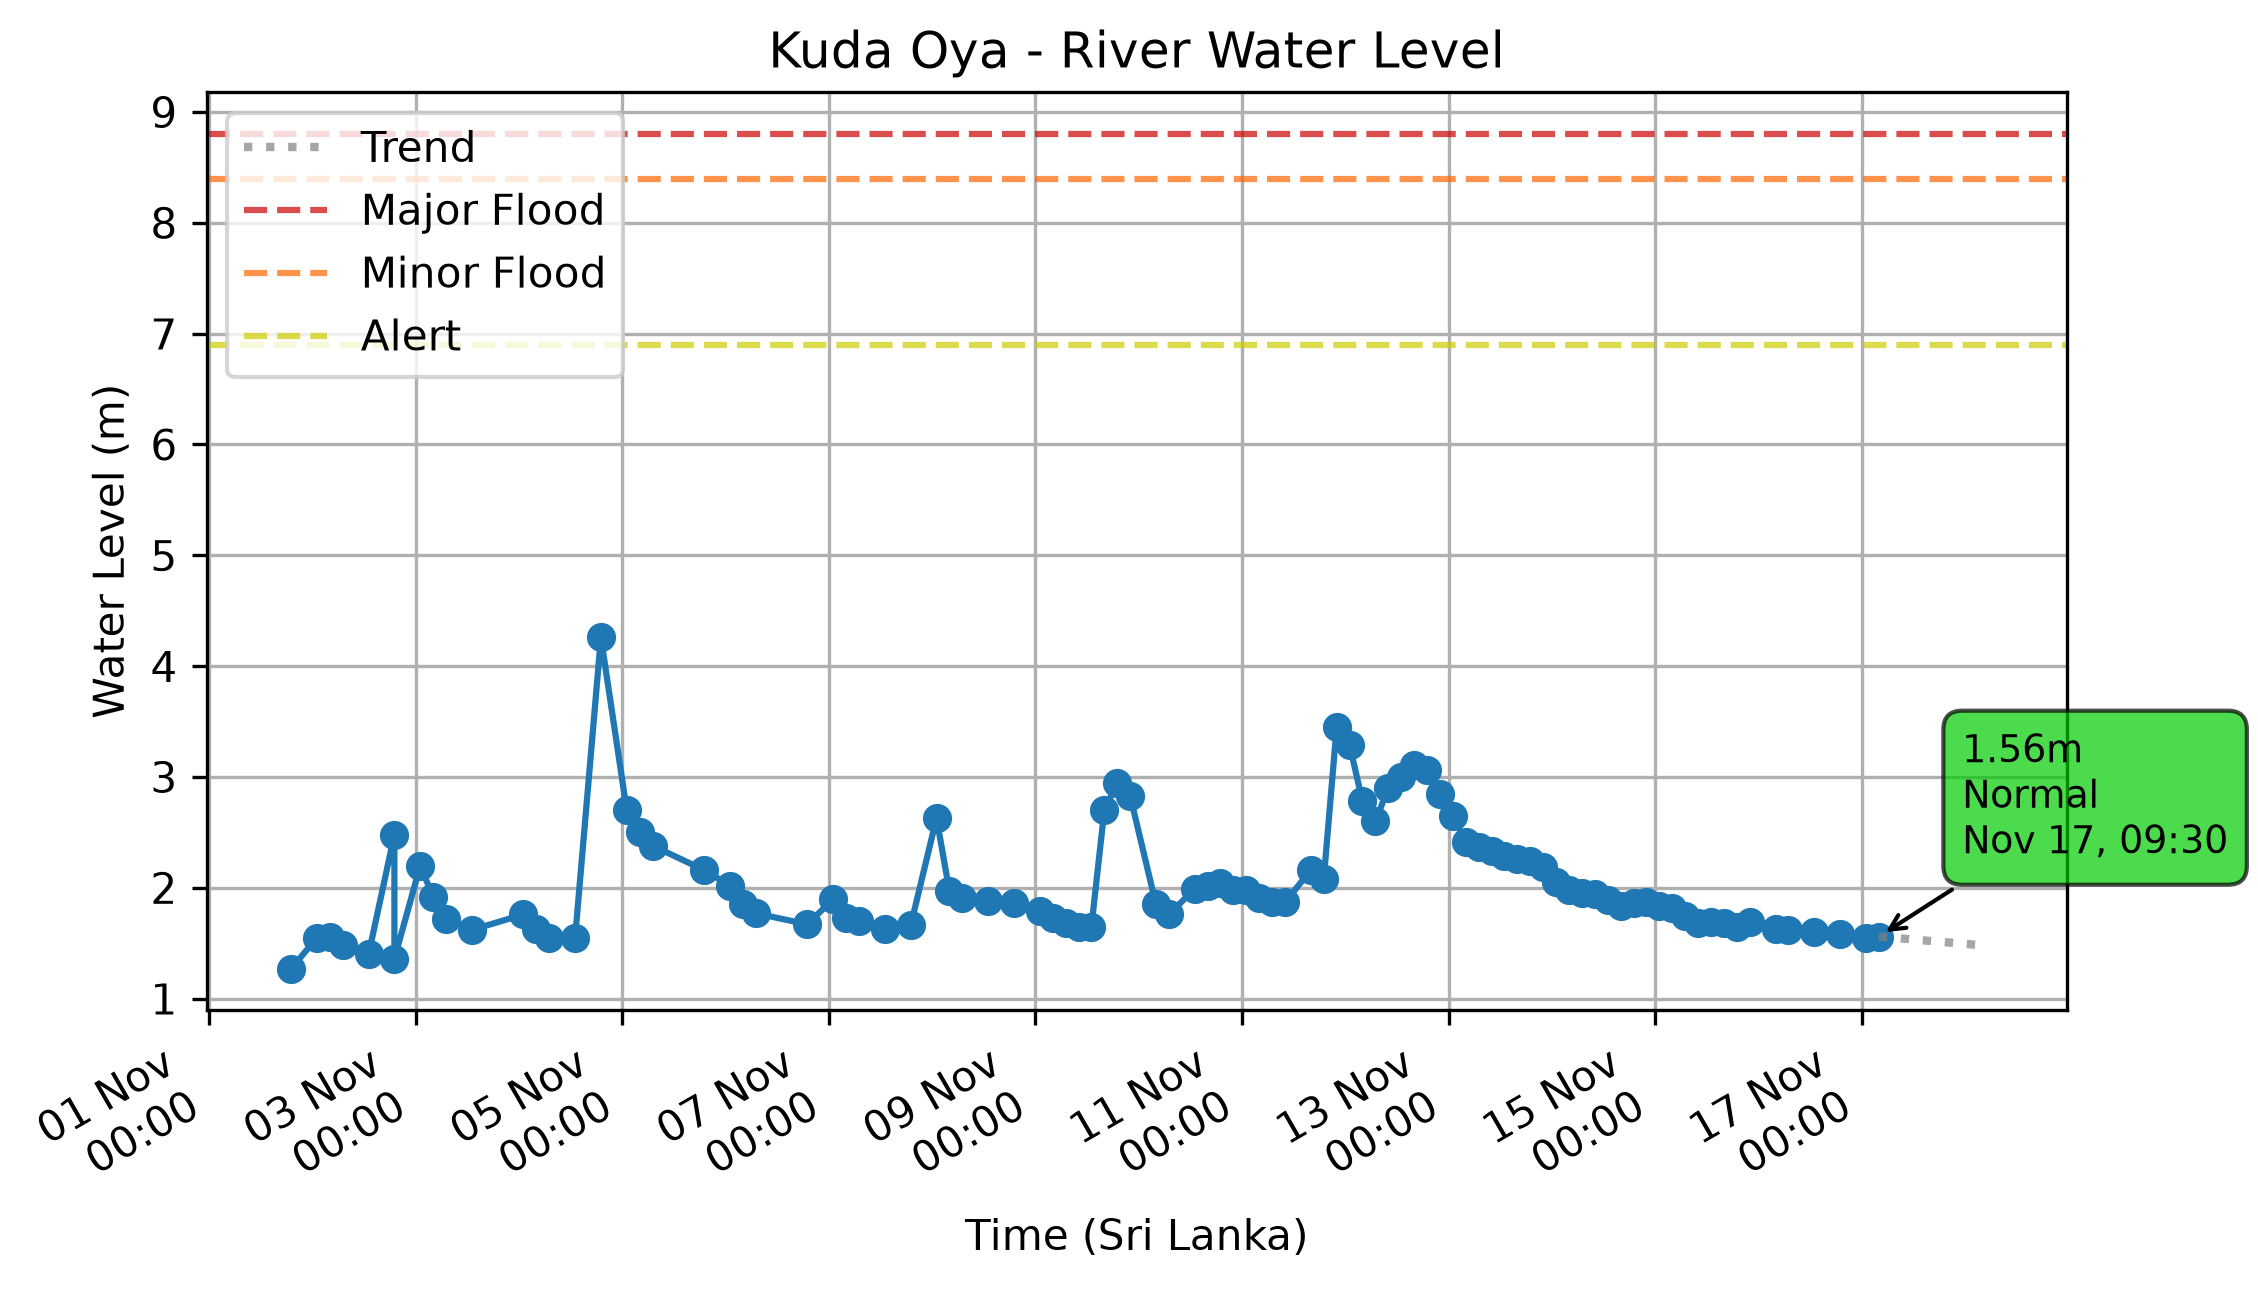 Kuda Oya - River Water Level
Water Level (m)
9
8
7
6
5
4
3
2
1
Trend
Major Flood
Minor Flood
Alert
1.56m
Normal
Nov 17, 09:30
01 Nov
00:00
03 Nov
00:00
05 Nov
00:00
07 Nov
00:00
09 Nov
00:00
11 Nov
00:00
13 Nov
00:00
15 Nov
00:00
17 Nov
00:00
Time (Sri Lanka)